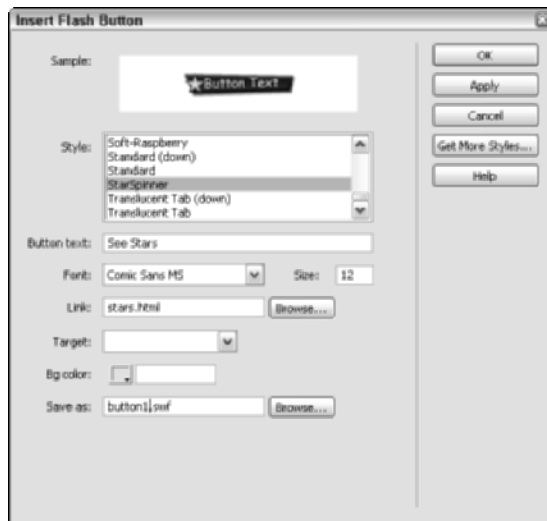 Insert Flash Button
Sample:
Button Text
OK
Apply
Cancel
Get More Styles...
Help
Style:
Soft-Raspberry
Standard (down)
Standard
StarSpinner
Translucent Tab (down)
Translucent Tab
Button text: See Stars
Font: Comic Sans MS Size: 12
Link: stars.html Browse...
Target:
Bg color:
Save as: button1.swf Browse...